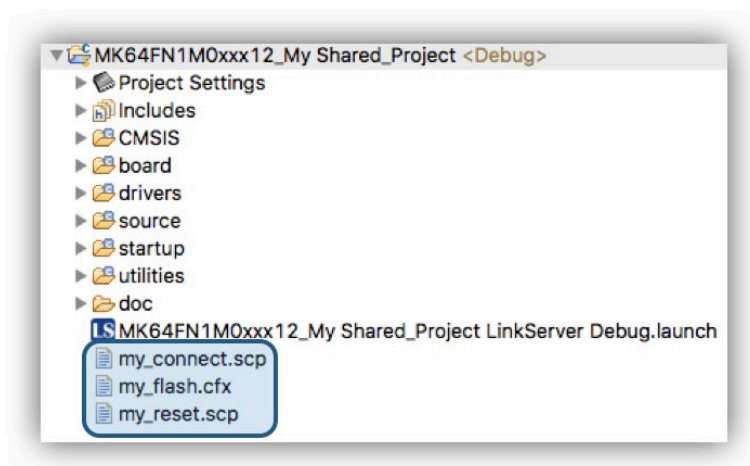 MK64FN1M0xxx12_My Shared_Project <Debug>
Project Settings
Includes
CMSIS
board
drivers
source
startup
utilities
doc
LS MK64FN1M0xxx12_My Shared_Project LinkServer Debug.launch
my_connect.scp
my_flash.cfx
my_reset.scp